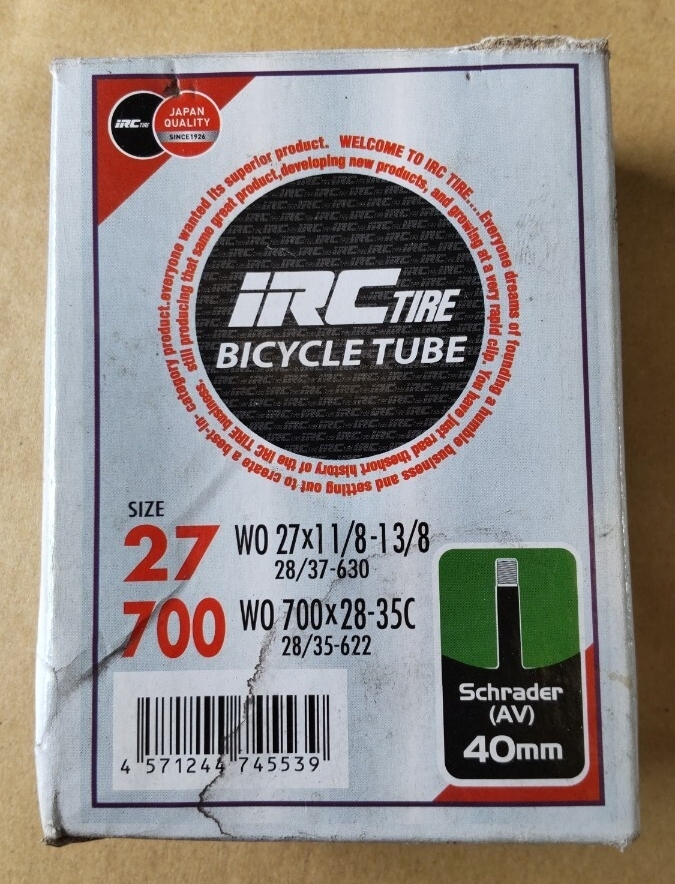 iRC TIRE
JAPAN
QUALITY
SINCE1926
WELCOME TO IRC TIRE....Everyone dreams of founding a humble business and setting out to create a best-in-category product.everyone wanted its superior product.
still producing that same great product,developing new products, and growing at a very rapid clip. You have just read theshort history of the IRC TIRE business.
iRC TIRE
BICYCLE TUBE
SIZE
27 WO 27x1 1/8-1 3/8
28/37-630
700 WO 700x28-35C
28/35-622
Schrader
(AV)
40mm
4 571244 745539